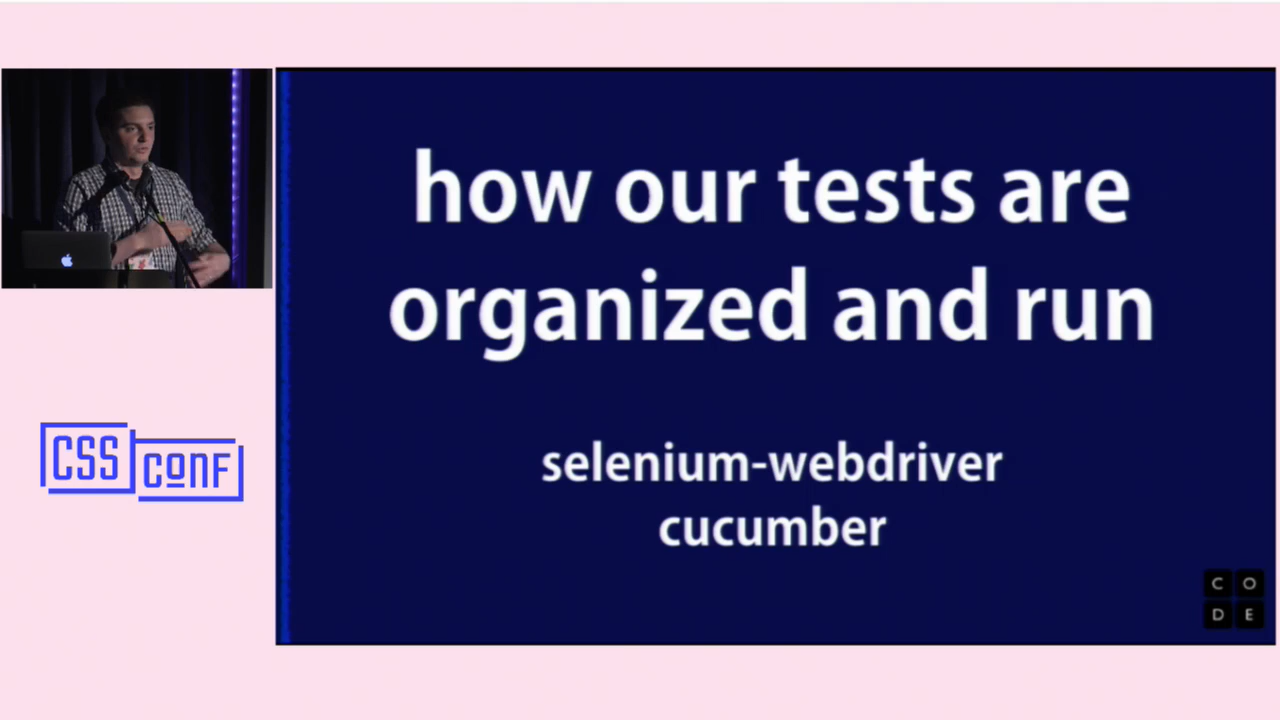 how our tests are
organized and run
selenium-webdriver
cucumber
CSS
CONF
C O
D E